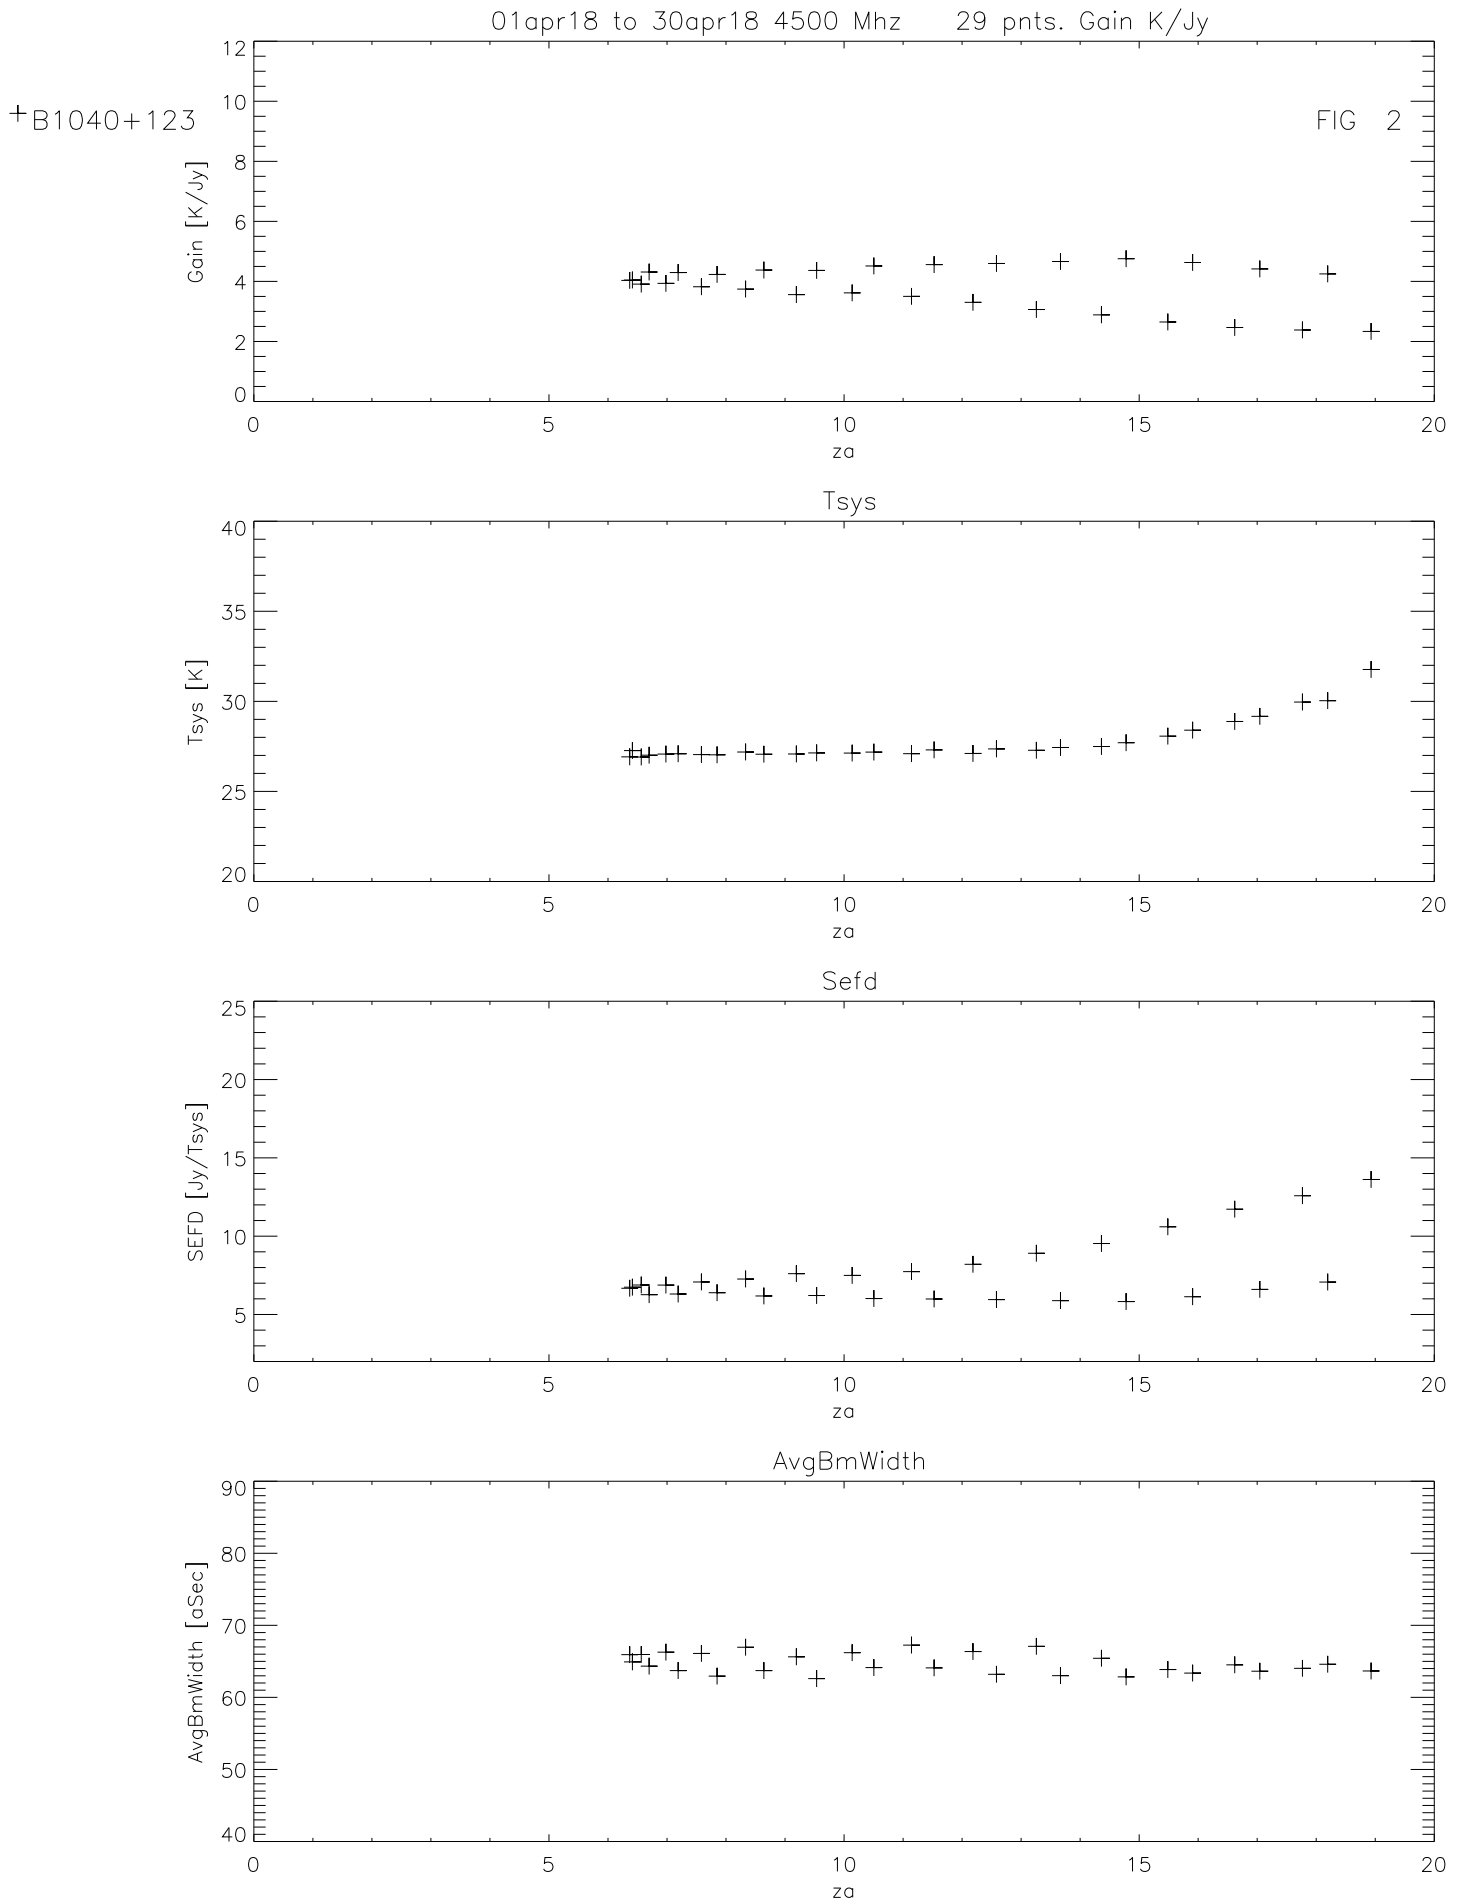 01apr18 to 30apr18 4500 Mhz 29 pnts. Gain K/Jy
+B1040+123
FIG 2
Gain [K/Jy]
12
10
8
6
4
2
0
0 5 10 15 20
za
Tsys
Tsys [K]
40
35
30
25
20
0 5 10 15 20
za
Sefd
SEFD [Jy/Tsys]
25
20
15
10
5
0 5 10 15 20
za
AvgBmWidth
AvgBmWidth [aSec]
90
80
70
60
50
40
0 5 10 15 20
za